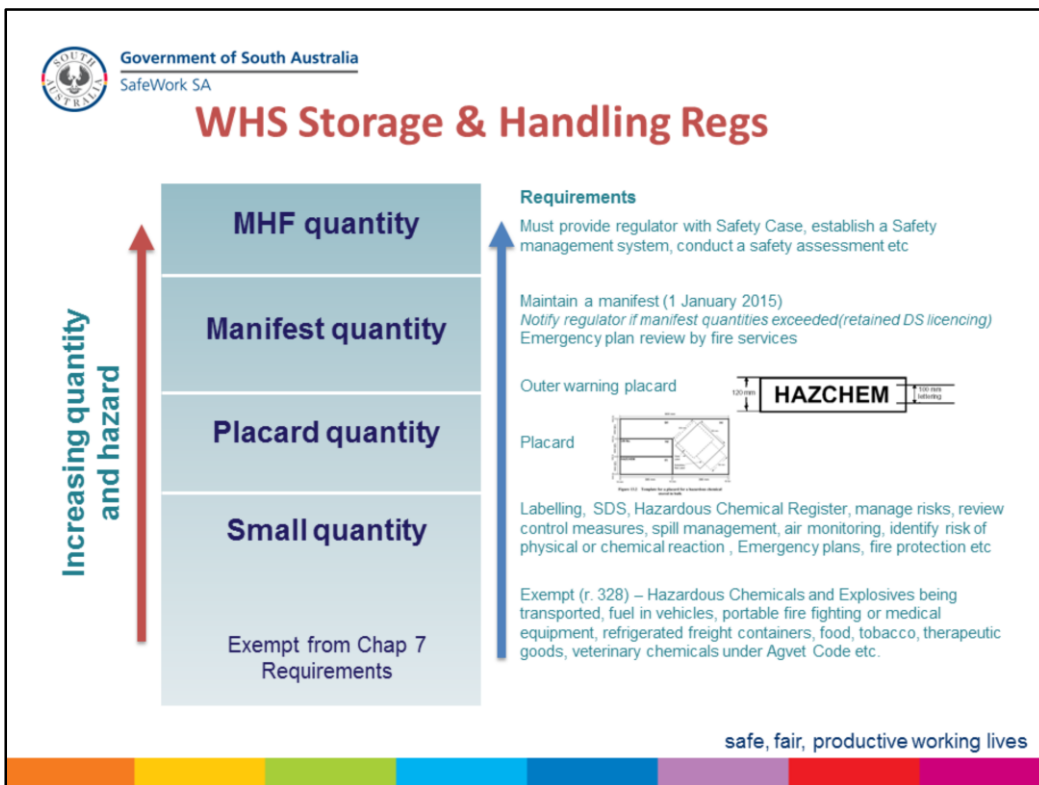 Government of South Australia
SafeWork SA
SOUTH AUSTRALIA
WHS Storage & Handling Regs
Increasing quantity
and hazard
MHF quantity
Manifest quantity
Placard quantity
Small quantity
Exempt from Chap 7
Requirements
Requirements
Must provide regulator with Safety Case, establish a Safety
management system, conduct a safety assessment etc
Maintain a manifest (1 January 2015)
Notify regulator if manifest quantities exceeded(retained DS licencing)
Emergency plan review by fire services
Outer warning placard
120 mm
HAZCHEM
100 mm
lettering
Placard
Labelling, SDS, Hazardous Chemical Register, manage risks, review
control measures, spill management, air monitoring, identify risk of
physical or chemical reaction , Emergency plans, fire protection etc
Exempt (r. 328) – Hazardous Chemicals and Explosives being
transported, fuel in vehicles, portable fire fighting or medical
equipment, refrigerated freight containers, food, tobacco, therapeutic
goods, veterinary chemicals under Agvet Code etc.
safe, fair, productive working lives